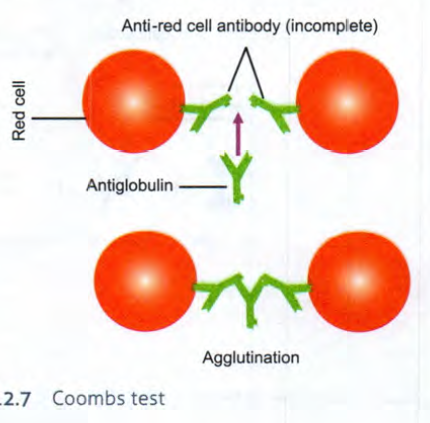 Anti-red cell antibody (incomplete)
Red cell
Antiglobulin
Agglutination
.2.7 Coombs test